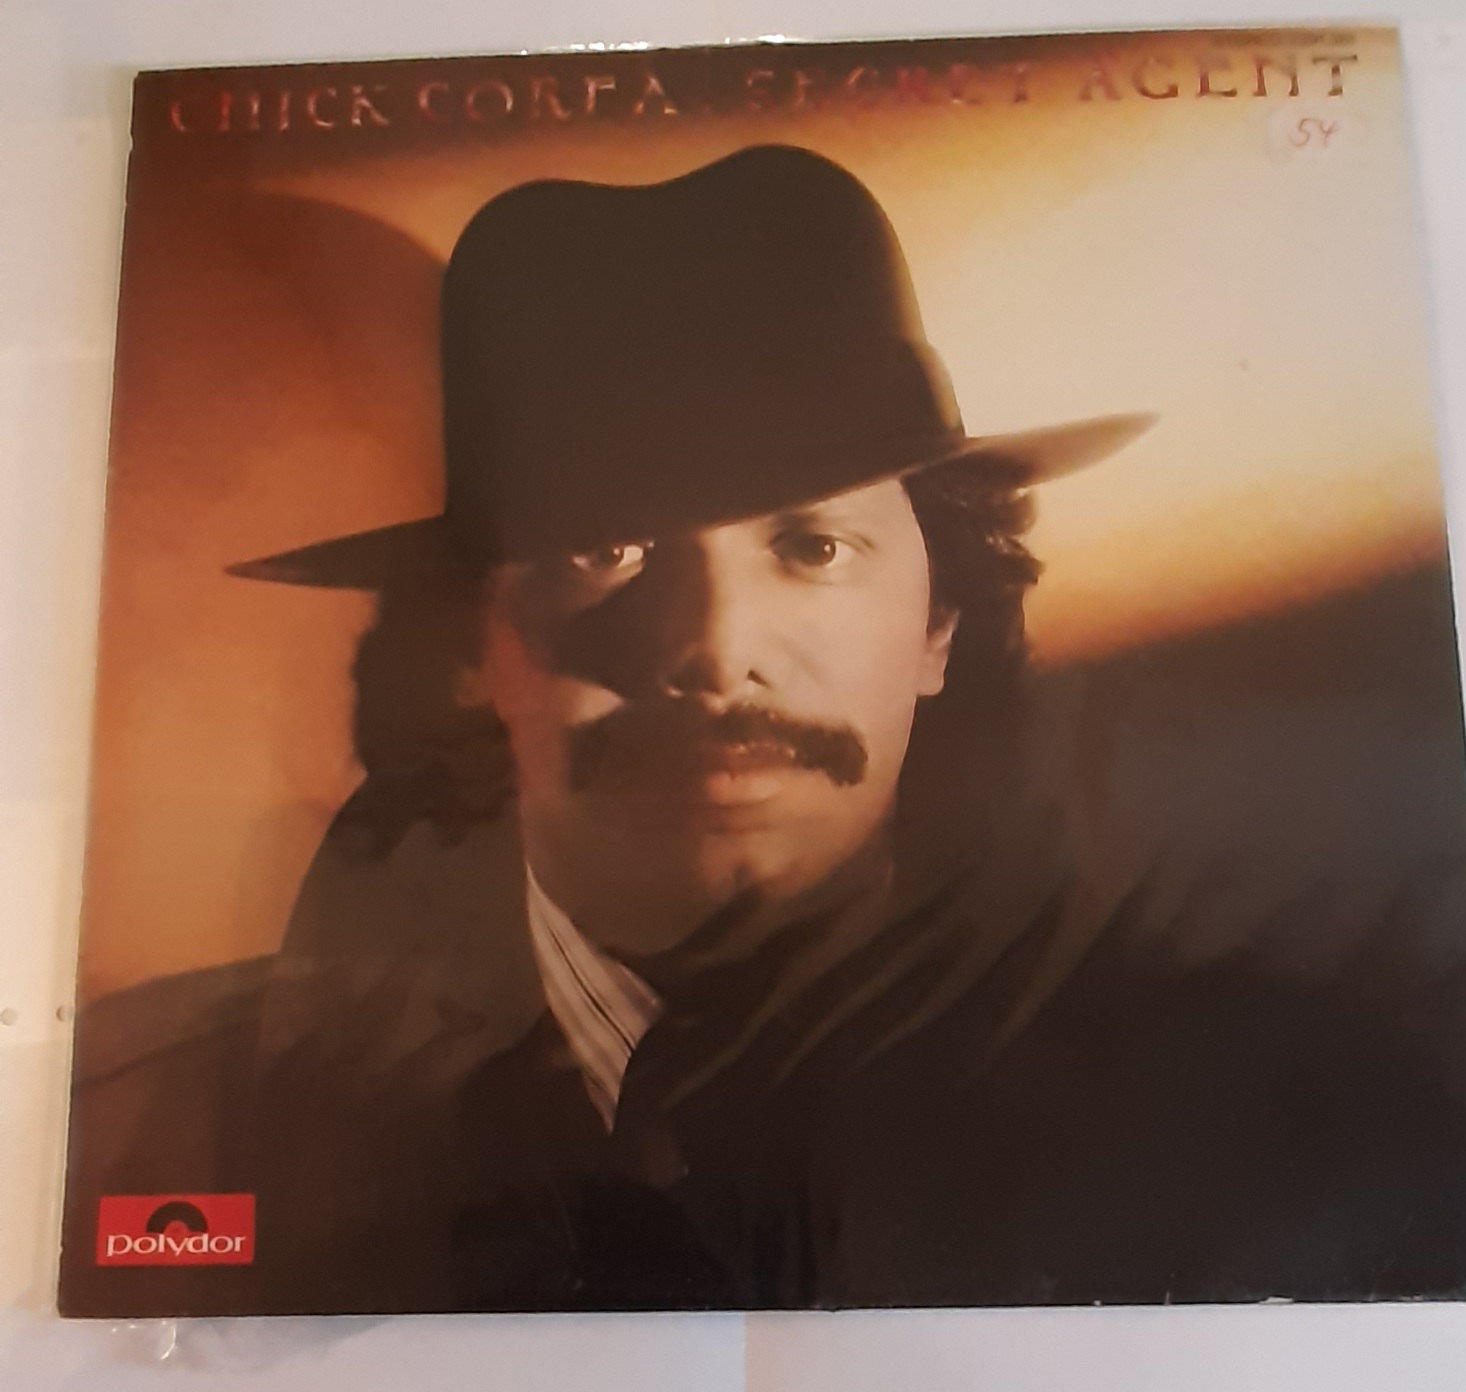 CHICK COREA SECRET AGENT
54
polydor